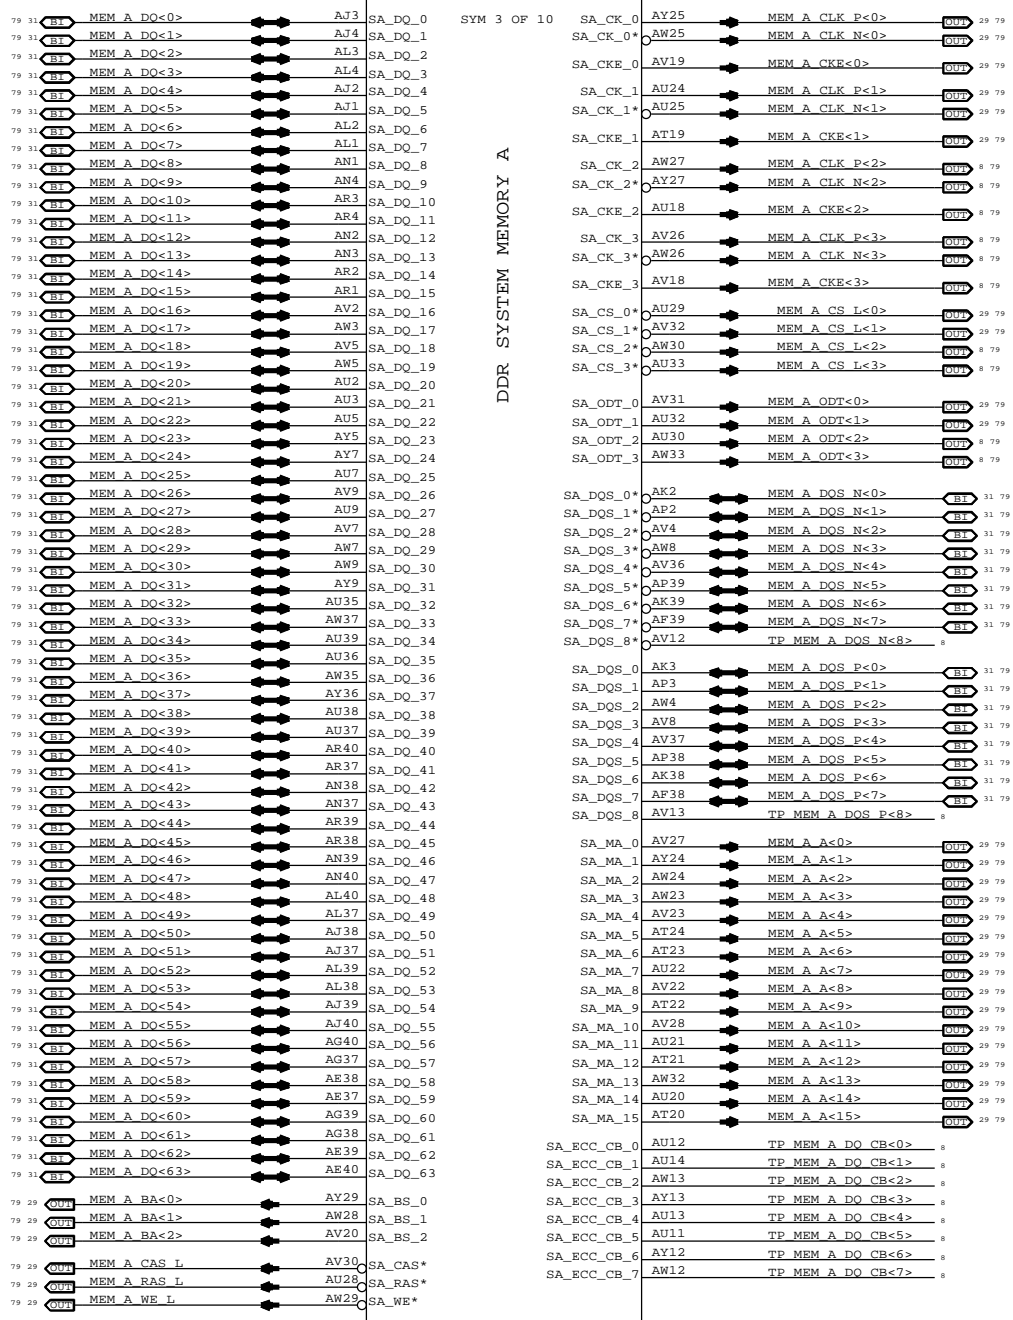 SYM 3 OF 10
DDR SYSTEM MEMORY A
79 31 BI MEM_A_DQ<0> AJ3 SA_DQ_0
79 31 BI MEM_A_DQ<1> AJ4 SA_DQ_1
79 31 BI MEM_A_DQ<2> AL3 SA_DQ_2
79 31 BI MEM_A_DQ<3> AL4 SA_DQ_3
79 31 BI MEM_A_DQ<4> AJ2 SA_DQ_4
79 31 BI MEM_A_DQ<5> AJ1 SA_DQ_5
79 31 BI MEM_A_DQ<6> AL2 SA_DQ_6
79 31 BI MEM_A_DQ<7> AL1 SA_DQ_7
79 31 BI MEM_A_DQ<8> AN1 SA_DQ_8
79 31 BI MEM_A_DQ<9> AN4 SA_DQ_9
79 31 BI MEM_A_DQ<10> AR3 SA_DQ_10
79 31 BI MEM_A_DQ<11> AR4 SA_DQ_11
79 31 BI MEM_A_DQ<12> AN2 SA_DQ_12
79 31 BI MEM_A_DQ<13> AN3 SA_DQ_13
79 31 BI MEM_A_DQ<14> AR2 SA_DQ_14
79 31 BI MEM_A_DQ<15> AR1 SA_DQ_15
79 31 BI MEM_A_DQ<16> AV2 SA_DQ_16
79 31 BI MEM_A_DQ<17> AW3 SA_DQ_17
79 31 BI MEM_A_DQ<18> AV5 SA_DQ_18
79 31 BI MEM_A_DQ<19> AW5 SA_DQ_19
79 31 BI MEM_A_DQ<20> AU2 SA_DQ_20
79 31 BI MEM_A_DQ<21> AU3 SA_DQ_21
79 31 BI MEM_A_DQ<22> AU5 SA_DQ_22
79 31 BI MEM_A_DQ<23> AY5 SA_DQ_23
79 31 BI MEM_A_DQ<24> AY7 SA_DQ_24
79 31 BI MEM_A_DQ<25> AU7 SA_DQ_25
79 31 BI MEM_A_DQ<26> AV9 SA_DQ_26
79 31 BI MEM_A_DQ<27> AU9 SA_DQ_27
79 31 BI MEM_A_DQ<28> AV7 SA_DQ_28
79 31 BI MEM_A_DQ<29> AW7 SA_DQ_29
79 31 BI MEM_A_DQ<30> AW9 SA_DQ_30
79 31 BI MEM_A_DQ<31> AY9 SA_DQ_31
79 31 BI MEM_A_DQ<32> AU35 SA_DQ_32
79 31 BI MEM_A_DQ<33> AW37 SA_DQ_33
79 31 BI MEM_A_DQ<34> AU39 SA_DQ_34
79 31 BI MEM_A_DQ<35> AU36 SA_DQ_35
79 31 BI MEM_A_DQ<36> AW35 SA_DQ_36
79 31 BI MEM_A_DQ<37> AY36 SA_DQ_37
79 31 BI MEM_A_DQ<38> AU38 SA_DQ_38
79 31 BI MEM_A_DQ<39> AU37 SA_DQ_39
79 31 BI MEM_A_DQ<40> AR40 SA_DQ_40
79 31 BI MEM_A_DQ<41> AR37 SA_DQ_41
79 31 BI MEM_A_DQ<42> AN38 SA_DQ_42
79 31 BI MEM_A_DQ<43> AN37 SA_DQ_43
79 31 BI MEM_A_DQ<44> AR39 SA_DQ_44
79 31 BI MEM_A_DQ<45> AR38 SA_DQ_45
79 31 BI MEM_A_DQ<46> AN39 SA_DQ_46
79 31 BI MEM_A_DQ<47> AN40 SA_DQ_47
79 31 BI MEM_A_DQ<48> AL40 SA_DQ_48
79 31 BI MEM_A_DQ<49> AL37 SA_DQ_49
79 31 BI MEM_A_DQ<50> AJ38 SA_DQ_50
79 31 BI MEM_A_DQ<51> AJ37 SA_DQ_51
79 31 BI MEM_A_DQ<52> AL39 SA_DQ_52
79 31 BI MEM_A_DQ<53> AL38 SA_DQ_53
79 31 BI MEM_A_DQ<54> AJ39 SA_DQ_54
79 31 BI MEM_A_DQ<55> AJ40 SA_DQ_55
79 31 BI MEM_A_DQ<56> AG40 SA_DQ_56
79 31 BI MEM_A_DQ<57> AG37 SA_DQ_57
79 31 BI MEM_A_DQ<58> AE38 SA_DQ_58
79 31 BI MEM_A_DQ<59> AE37 SA_DQ_59
79 31 BI MEM_A_DQ<60> AG39 SA_DQ_60
79 31 BI MEM_A_DQ<61> AG38 SA_DQ_61
79 31 BI MEM_A_DQ<62> AE39 SA_DQ_62
79 31 BI MEM_A_DQ<63> AE40 SA_DQ_63
79 29 OUT MEM_A_BA<0> AY29 SA_BS_0
79 29 OUT MEM_A_BA<1> AW28 SA_BS_1
79 29 OUT MEM_A_BA<2> AV20 SA_BS_2
79 29 OUT MEM_A_CAS_L AV30 SA_CAS*
79 29 OUT MEM_A_RAS_L AU28 SA_RAS*
79 29 OUT MEM_A_WE_L AW29 SA_WE*
SA_CK_0 AY25 MEM_A_CLK_P<0> OUT 29 79
SA_CK_0* AW25 MEM_A_CLK_N<0> OUT 29 79
SA_CKE_0 AV19 MEM_A_CKE<0> OUT 29 79
SA_CK_1 AU24 MEM_A_CLK_P<1> OUT 29 79
SA_CK_1* AU25 MEM_A_CLK_N<1> OUT 29 79
SA_CKE_1 AT19 MEM_A_CKE<1> OUT 29 79
SA_CK_2 AW27 MEM_A_CLK_P<2> OUT 8 79
SA_CK_2* AY27 MEM_A_CLK_N<2> OUT 8 79
SA_CKE_2 AU18 MEM_A_CKE<2> OUT 8 79
SA_CK_3 AV26 MEM_A_CLK_P<3> OUT 8 79
SA_CK_3* AW26 MEM_A_CLK_N<3> OUT 8 79
SA_CKE_3 AV18 MEM_A_CKE<3> OUT 8 79
SA_CS_0* AU29 MEM_A_CS_L<0> OUT 29 79
SA_CS_1* AV32 MEM_A_CS_L<1> OUT 29 79
SA_CS_2* AW30 MEM_A_CS_L<2> OUT 8 79
SA_CS_3* AU33 MEM_A_CS_L<3> OUT 8 79
SA_ODT_0 AV31 MEM_A_ODT<0> OUT 29 79
SA_ODT_1 AU32 MEM_A_ODT<1> OUT 29 79
SA_ODT_2 AU30 MEM_A_ODT<2> OUT 8 79
SA_ODT_3 AW33 MEM_A_ODT<3> OUT 8 79
SA_DQS_0* AK2 MEM_A_DQS_N<0> BI 31 79
SA_DQS_1* AP2 MEM_A_DQS_N<1> BI 31 79
SA_DQS_2* AV4 MEM_A_DQS_N<2> BI 31 79
SA_DQS_3* AW8 MEM_A_DQS_N<3> BI 31 79
SA_DQS_4* AV36 MEM_A_DQS_N<4> BI 31 79
SA_DQS_5* AP39 MEM_A_DQS_N<5> BI 31 79
SA_DQS_6* AK39 MEM_A_DQS_N<6> BI 31 79
SA_DQS_7* AF39 MEM_A_DQS_N<7> BI 31 79
SA_DQS_8* AV12 TP_MEM_A_DQS_N<8> 8
SA_DQS_0 AK3 MEM_A_DQS_P<0> BI 31 79
SA_DQS_1 AP3 MEM_A_DQS_P<1> BI 31 79
SA_DQS_2 AW4 MEM_A_DQS_P<2> BI 31 79
SA_DQS_3 AV8 MEM_A_DQS_P<3> BI 31 79
SA_DQS_4 AV37 MEM_A_DQS_P<4> BI 31 79
SA_DQS_5 AP38 MEM_A_DQS_P<5> BI 31 79
SA_DQS_6 AK38 MEM_A_DQS_P<6> BI 31 79
SA_DQS_7 AF38 MEM_A_DQS_P<7> BI 31 79
SA_DQS_8 AV13 TP_MEM_A_DQS_P<8> 8
SA_MA_0 AV27 MEM_A_A<0> OUT 29 79
SA_MA_1 AY24 MEM_A_A<1> OUT 29 79
SA_MA_2 AW24 MEM_A_A<2> OUT 29 79
SA_MA_3 AW23 MEM_A_A<3> OUT 29 79
SA_MA_4 AV23 MEM_A_A<4> OUT 29 79
SA_MA_5 AT24 MEM_A_A<5> OUT 29 79
SA_MA_6 AT23 MEM_A_A<6> OUT 29 79
SA_MA_7 AU22 MEM_A_A<7> OUT 29 79
SA_MA_8 AV22 MEM_A_A<8> OUT 29 79
SA_MA_9 AT22 MEM_A_A<9> OUT 29 79
SA_MA_10 AV28 MEM_A_A<10> OUT 29 79
SA_MA_11 AU21 MEM_A_A<11> OUT 29 79
SA_MA_12 AT21 MEM_A_A<12> OUT 29 79
SA_MA_13 AW32 MEM_A_A<13> OUT 29 79
SA_MA_14 AU20 MEM_A_A<14> OUT 29 79
SA_MA_15 AT20 MEM_A_A<15> OUT 29 79
SA_ECC_CB_0 AU12 TP_MEM_A_DQ_CB<0> 8
SA_ECC_CB_1 AU14 TP_MEM_A_DQ_CB<1> 8
SA_ECC_CB_2 AW13 TP_MEM_A_DQ_CB<2> 8
SA_ECC_CB_3 AY13 TP_MEM_A_DQ_CB<3> 8
SA_ECC_CB_4 AU13 TP_MEM_A_DQ_CB<4> 8
SA_ECC_CB_5 AU11 TP_MEM_A_DQ_CB<5> 8
SA_ECC_CB_6 AY12 TP_MEM_A_DQ_CB<6> 8
SA_ECC_CB_7 AW12 TP_MEM_A_DQ_CB<7> 8